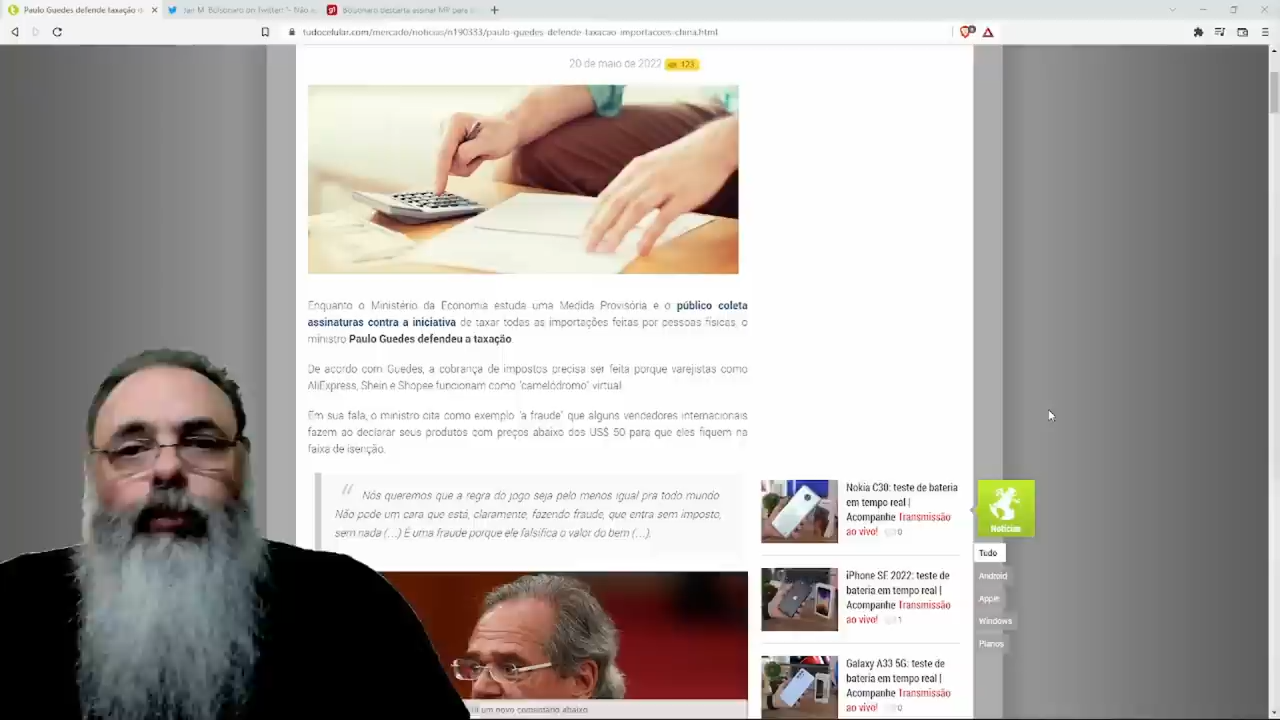 Paulo Guedes defende taxação d
Jair M. Bolsonaro on Twitter: "- Não a
Bolsonaro descarta assinar MP para
tudocelular.com/mercado/noticias/n190333/paulo-guedes-defende-taxacao-importacoes-china.html
20 de maio de 2022 123
Enquanto o Ministério da Economia estuda uma Medida Provisória e o público coleta
assinaturas contra a iniciativa de taxar todas as importações feitas por pessoas físicas, o
ministro Paulo Guedes defendeu a taxação.
De acordo com Guedes, a cobrança de impostos precisa ser feita porque varejistas como
AliExpress, Shein e Shopee funcionam como "camelódromo" virtual.
Em sua fala, o ministro cita como exemplo "a fraude" que alguns vendedores internacionais
fazem ao declarar seus produtos com preços abaixo dos US$ 50 para que eles fiquem na
faixa de isenção.
“ Nós queremos que a regra do jogo seja pelo menos igual pra todo mundo
Não pode um cara que está, claramente, fazendo fraude, que entra sem imposto,
sem nada (...) É uma fraude porque ele falsifica o valor do bem (...).
um novo comentário abaixo
Nokia C30: teste de bateria
em tempo real |
Acompanhe Transmissão
ao vivo! 0
iPhone SE 2022: teste de
bateria em tempo real |
Acompanhe Transmissão
ao vivo! 1
Galaxy A33 5G: teste de
bateria em tempo real |
Acompanhe Transmissão
ao vivo! 0
Notícias
Tudo
Android
Apple
Windows
Planos